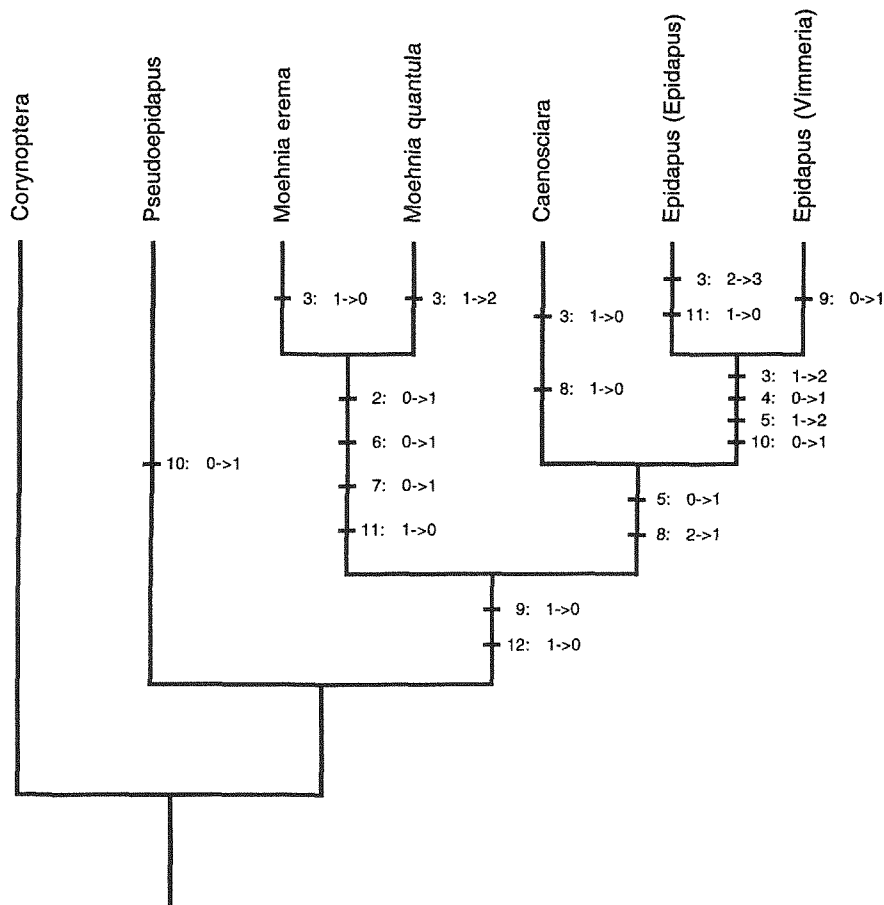 Corynoptera
Pseudoepidapus
Moehnia erema
Moehnia quantula
Caenosciara
Epidapus (Epidapus)
Epidapus (Vimmeria)
3: 2->3
3: 1->0
3: 1->2
9: 0->1
3: 1->0
11: 1->0
3: 1->2
8: 1->0
2: 0->1
4: 0->1
5: 1->2
6: 0->1
10: 0->1
10: 0->1
7: 0->1
5: 0->1
11: 1->0
8: 2->1
9: 1->0
12: 1->0